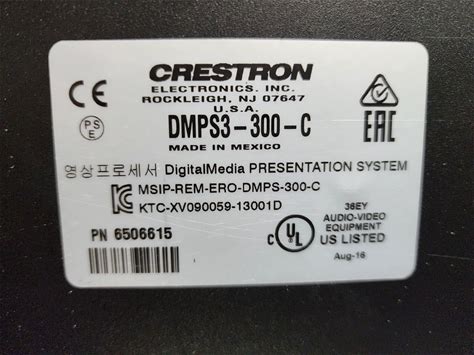 CRESTRON
ELECTRONICS, INC.
ROCKLEIGH, NJ 07647
U.S.A.
DMPS3-300-C
MADE IN MEXICO
CE
PS
E
EAC
영상프로세서 DigitalMedia PRESENTATION SYSTEM
MSIP-REM-ERO-DMPS-300-C
KTC-XV090059-13001D
PN 6506615
C UL US LISTED
36EY
AUDIO-VIDEO
EQUIPMENT
Aug-16